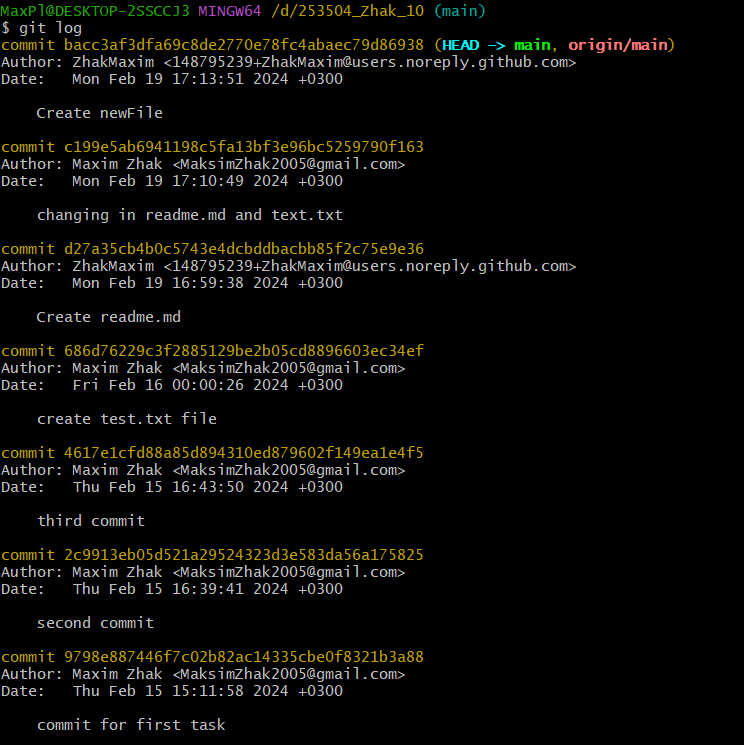 MaxPl@DESKTOP-2SSCCJ3 MINGW64 /d/253504_Zhak_10 (main)
$ git log
commit bacc3af3dfa69c8de2770e78fc4abaec79d86938 (HEAD -> main, origin/main)
Author: ZhakMaxim <148795239+ZhakMaxim@users.noreply.github.com>
Date:   Mon Feb 19 17:13:51 2024 +0300

    Create newFile

commit c199e5ab6941198c5fa13bf3e96bc5259790f163
Author: Maxim Zhak <MaksimZhak2005@gmail.com>
Date:   Mon Feb 19 17:10:49 2024 +0300

    changing in readme.md and text.txt

commit d27a35cb4b0c5743e4dcbddbacbb85f2c75e9e36
Author: ZhakMaxim <148795239+ZhakMaxim@users.noreply.github.com>
Date:   Mon Feb 19 16:59:38 2024 +0300

    Create readme.md

commit 686d76229c3f2885129be2b05cd8896603ec34ef
Author: Maxim Zhak <MaksimZhak2005@gmail.com>
Date:   Fri Feb 16 00:00:26 2024 +0300

    create test.txt file

commit 4617e1cfd88a85d894310ed879602f149ea1e4f5
Author: Maxim Zhak <MaksimZhak2005@gmail.com>
Date:   Thu Feb 15 16:43:50 2024 +0300

    third commit

commit 2c9913eb05d521a29524323d3e583da56a175825
Author: Maxim Zhak <MaksimZhak2005@gmail.com>
Date:   Thu Feb 15 16:39:41 2024 +0300

    second commit

commit 9798e887446f7c02b82ac14335cbe0f8321b3a88
Author: Maxim Zhak <MaksimZhak2005@gmail.com>
Date:   Thu Feb 15 15:11:58 2024 +0300

    commit for first task